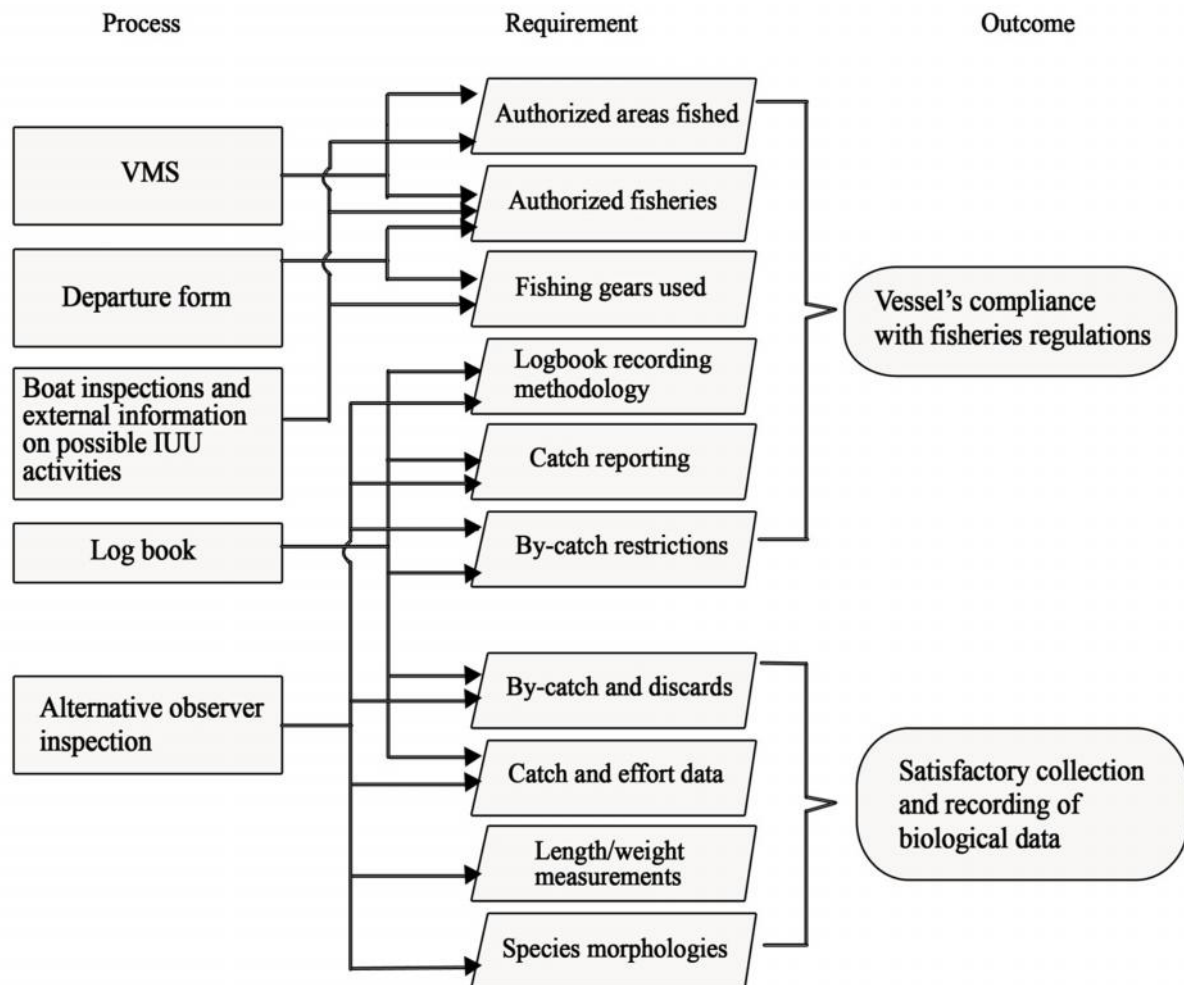 Process
Requirement
Outcome
VMS
Departure form
Boat inspections and
external information
on possible IUU
activities
Log book
Alternative observer
inspection
Authorized areas fished
Authorized fisheries
Fishing gears used
Logbook recording
methodology
Catch reporting
By-catch restrictions
By-catch and discards
Catch and effort data
Length/weight
measurements
Species morphologies
Vessel's compliance
with fisheries regulations
Satisfactory collection
and recording of
biological data